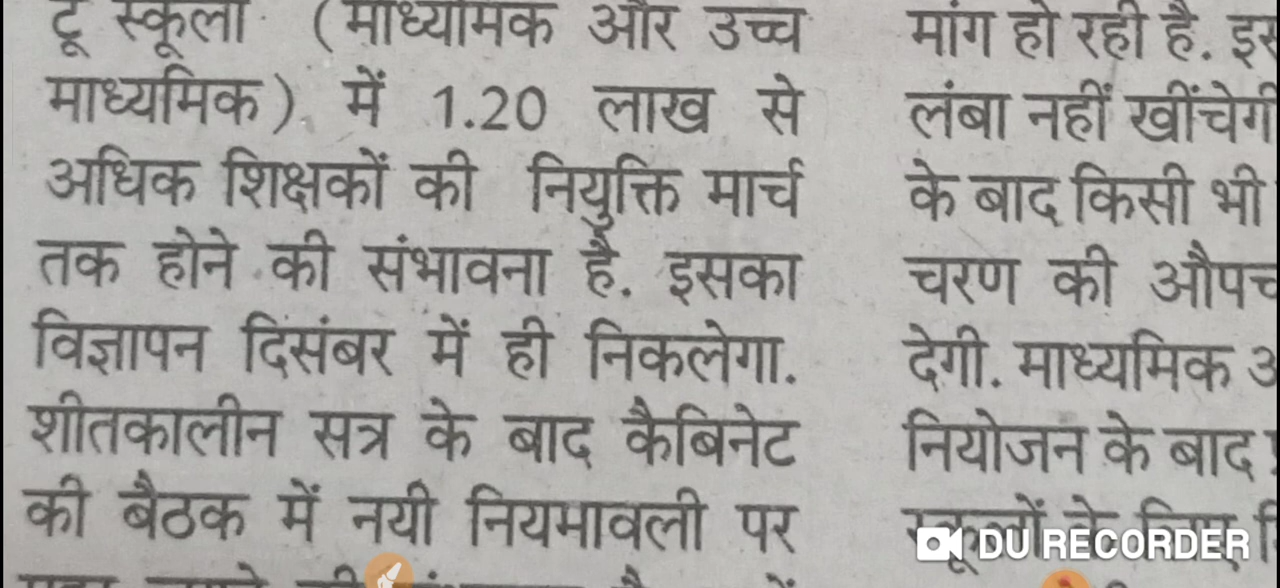 टू स्कूलों (माध्यमिक और उच्च
माध्यमिक) में 1.20 लाख से
अधिक शिक्षकों की नियुक्ति मार्च
तक होने की संभावना है. इसका
विज्ञापन दिसंबर में ही निकलेगा.
शीतकालीन सत्र के बाद कैबिनेट
की बैठक में नयी नियमावली पर
मांग हो रही है.
लंबा नहीं खींचेगी
के बाद किसी भी
चरण की
देगी. माध्यमिक
नियोजन के बाद
स्कूलों के लिए
DU RECORDER